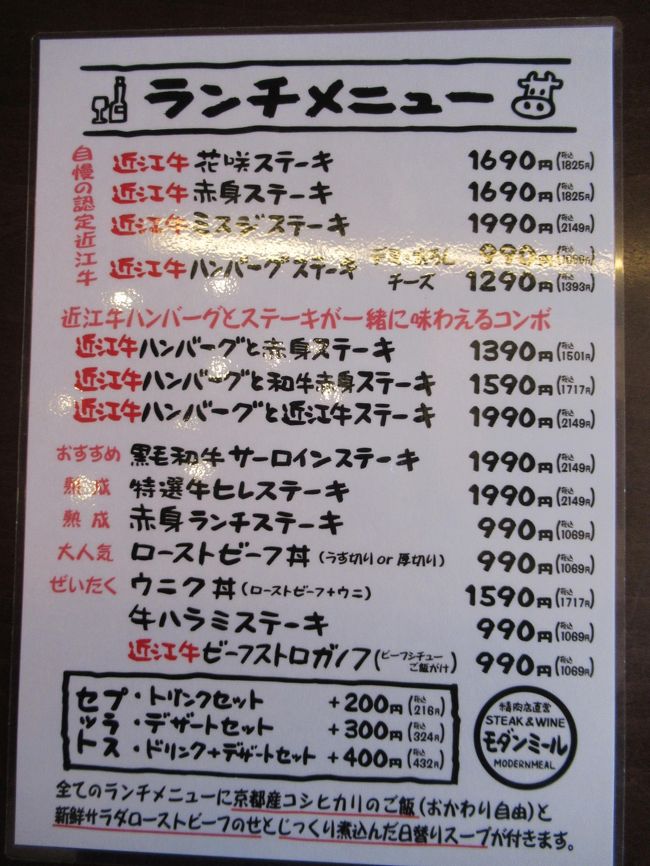 ランチメニュー
自慢の認定近江牛
近江牛 花咲ステーキ 1690円(税込1825円)
近江牛 赤身ステーキ 1690円(税込1825円)
近江牛 ミスジステーキ 1990円(税込2149円)
990円
近江牛 ハンバーグステーキ チーズ 1290円(税込1393円)
近江牛ハンバーグとステーキが一緒に味わえるコンボ
近江牛ハンバーグと赤身ステーキ 1390円(税込1501円)
近江牛ハンバーグと和牛赤身ステーキ 1590円(税込1717円)
近江牛ハンバーグと近江牛ステーキ 1990円(税込2149円)
おすすめ 黒毛和牛サーロインステーキ 1990円(税込2149円)
熟成 特選牛ヒレステーキ 1990円(税込2149円)
熟成 赤身ランチステーキ 990円(税込1069円)
大人気 ローストビーフ丼(うす切り or 厚切り) 990円(税込1069円)
ぜいたく ウニク丼(ローストビーフ+ウニ) 1590円(税込1717円)
牛ハラミステーキ 990円(税込1069円)
近江牛ビーフストロガノフ(ビーフシチューご飯がけ) 990円(税込1069円)
プラスセット
・ドリンクセット +200円(税込216円)
・デザートセット +300円(税込324円)
・ドリンク+デザートセット +400円(税込432円)
精肉店直営
STEAK & WINE
モダンミール
MODERNMEAL
全てのランチメニューに京都産コシヒカリのご飯(おかわり自由)と
新鮮サラダローストビーフのせとじっくり煮込んだ日替りスープが付きます。